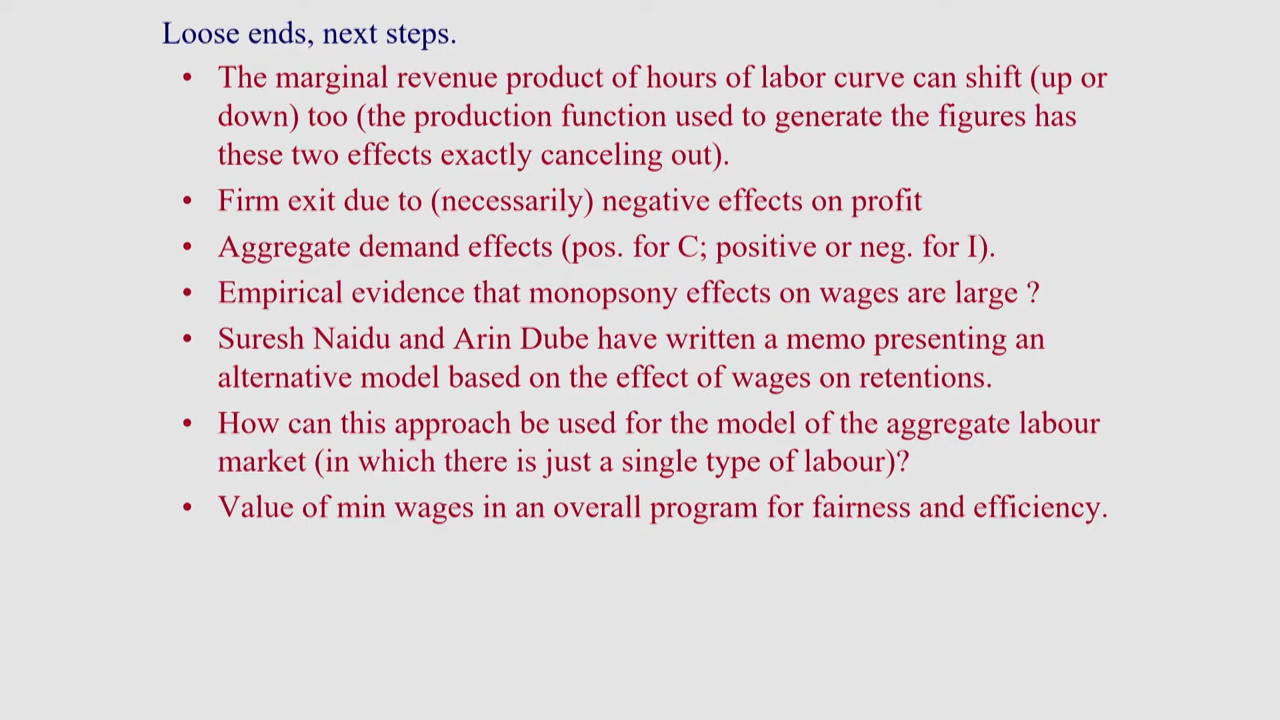 Loose ends, next steps.
• The marginal revenue product of hours of labor curve can shift (up or
down) too (the production function used to generate the figures has
these two effects exactly canceling out).
• Firm exit due to (necessarily) negative effects on profit
• Aggregate demand effects (pos. for C; positive or neg. for I).
• Empirical evidence that monopsony effects on wages are large ?
• Suresh Naidu and Arin Dube have written a memo presenting an
alternative model based on the effect of wages on retentions.
• How can this approach be used for the model of the aggregate labour
market (in which there is just a single type of labour)?
• Value of min wages in an overall program for fairness and efficiency.